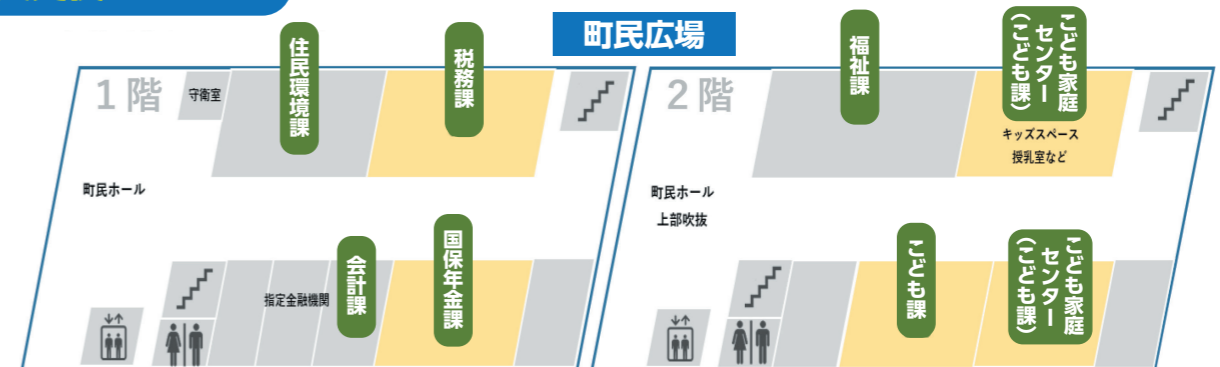 町民広場
1階
守衛室
住民環境課
税務課
町民ホール
指定金融機関
会計課
国保年金課
2階
福祉課
こども家庭
センター
(こども課)
キッズスペース
授乳室など
町民ホール
上部吹抜
こども課
こども家庭
センター
(こども課)